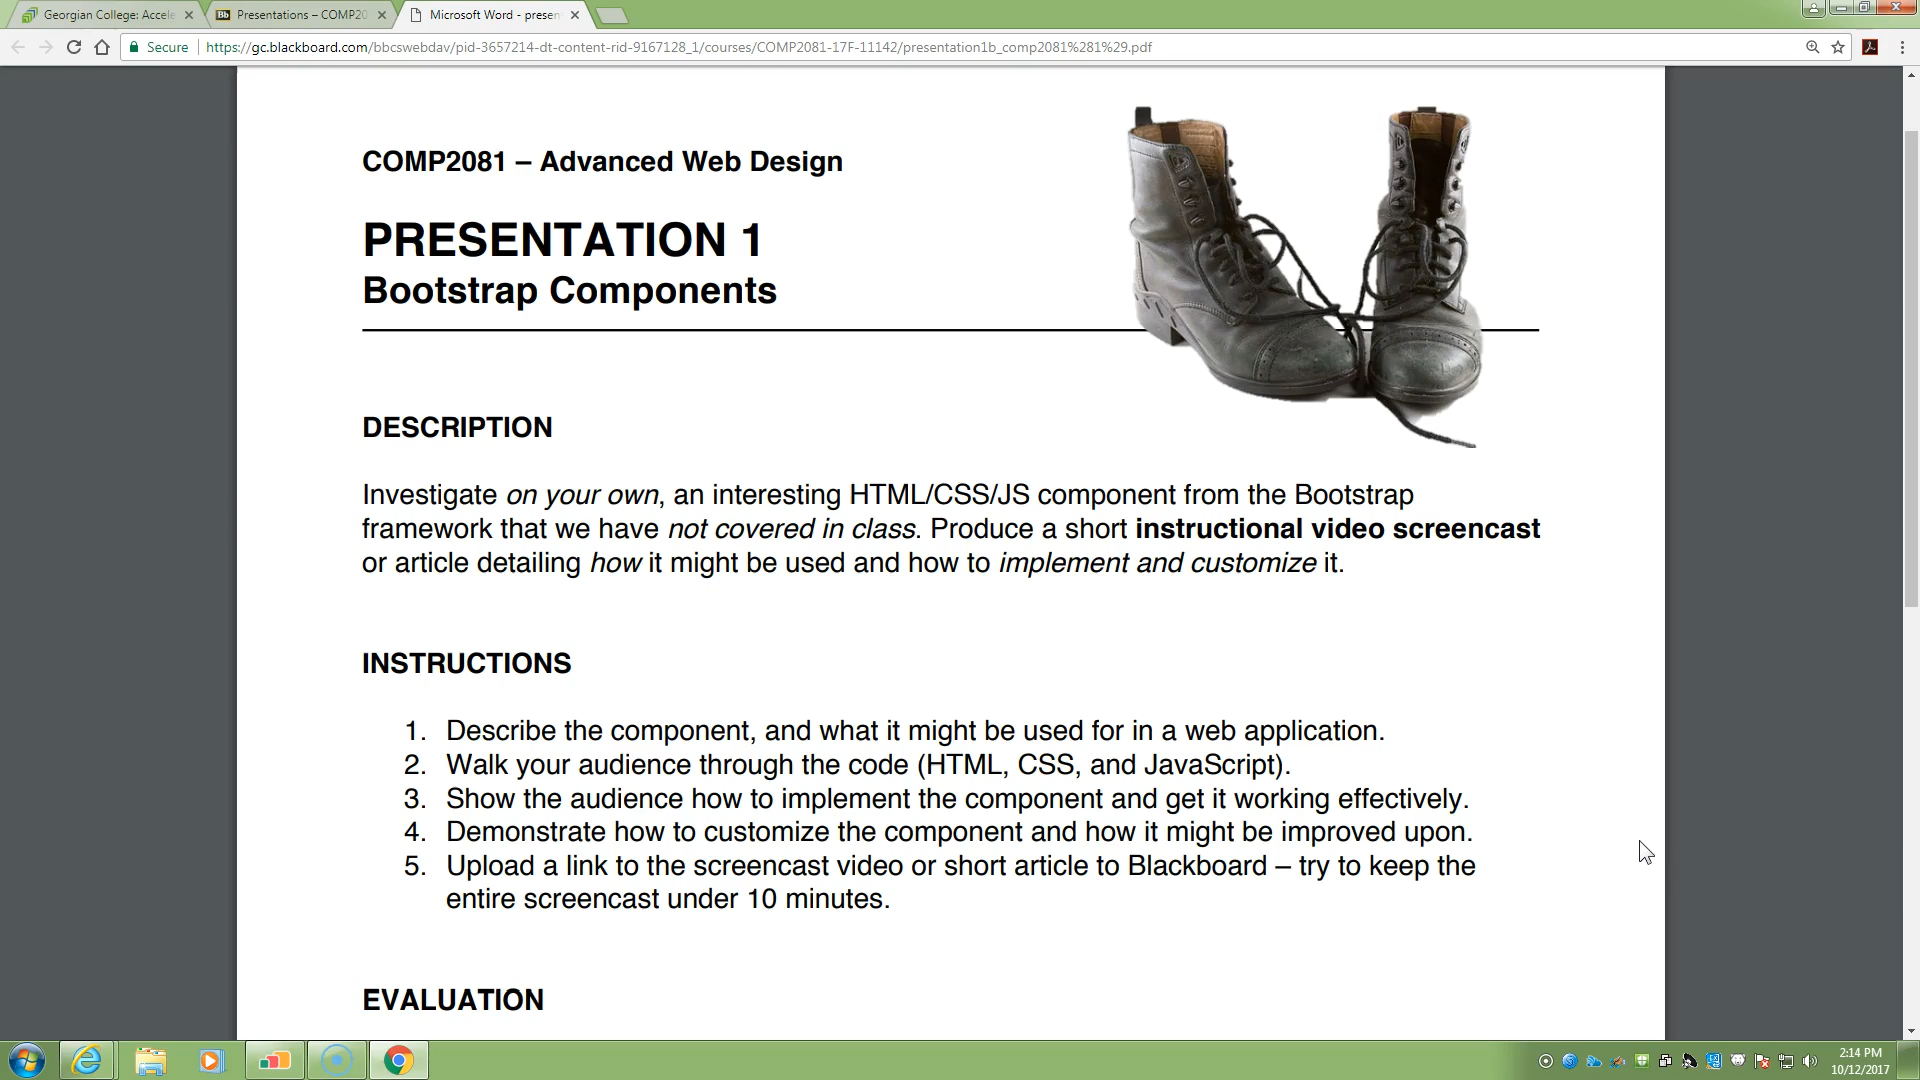 Georgian College: Accele
Presentations – COMP20
Microsoft Word - presen
Secure
https://gc.blackboard.com/bbcswebdav/pid-3657214-dt-content-rid-9167128_1/courses/COMP2081-17F-11142/presentation1b_comp2081%281%29.pdf
COMP2081 – Advanced Web Design
PRESENTATION 1
Bootstrap Components
DESCRIPTION
Investigate on your own, an interesting HTML/CSS/JS component from the Bootstrap
framework that we have not covered in class. Produce a short instructional video screencast
or article detailing how it might be used and how to implement and customize it.
INSTRUCTIONS
1. Describe the component, and what it might be used for in a web application.
2. Walk your audience through the code (HTML, CSS, and JavaScript).
3. Show the audience how to implement the component and get it working effectively.
4. Demonstrate how to customize the component and how it might be improved upon.
5. Upload a link to the screencast video or short article to Blackboard – try to keep the
entire screencast under 10 minutes.
EVALUATION
2:14 PM
10/12/2017